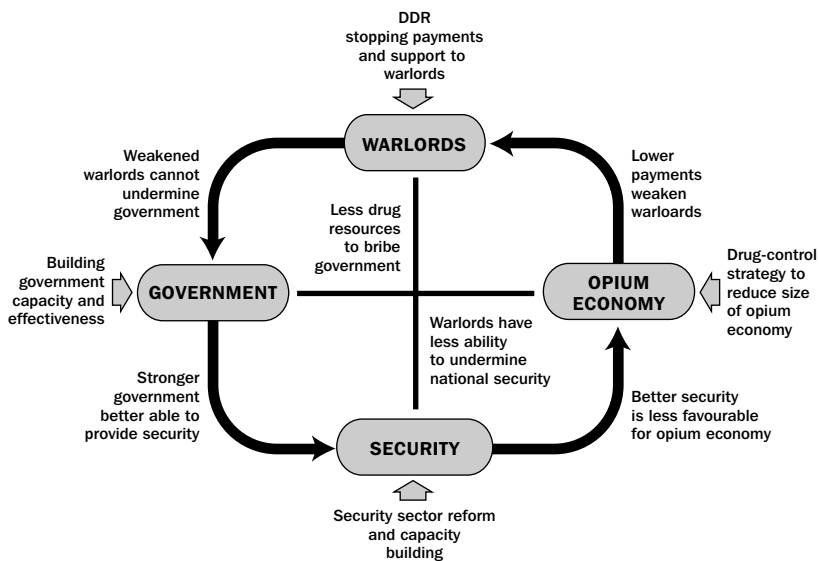 DDR
stopping payments
and support to
warlords
WARLORDS
Weakened
warlords cannot
undermine
government
Lower
payments
weaken
warloards
Less drug
resources
to bribe
government
Building
government
capacity and
effectiveness
GOVERNMENT
OPIUM
ECONOMY
Drug-control
strategy to
reduce size
of opium
economy
Warlords have
less ability
to undermine
national security
Stronger
government
better able to
provide security
Better security
is less favourable
for opium economy
SECURITY
Security sector reform
and capacity
building